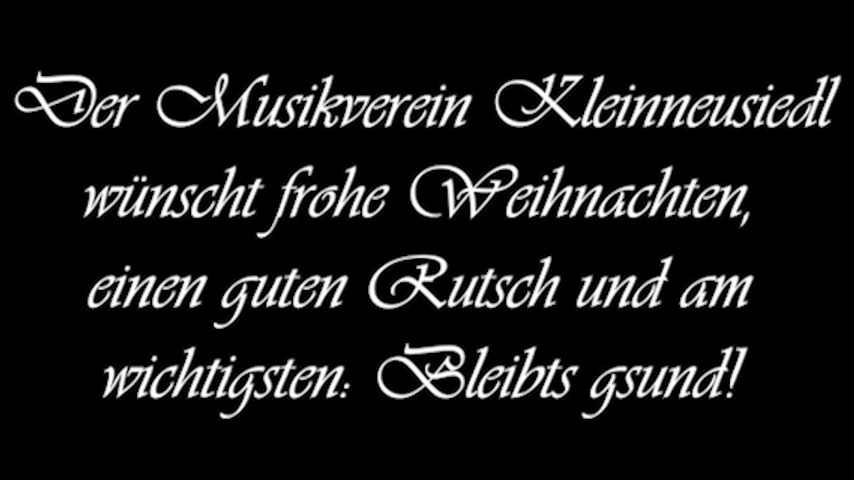 Der Musikverein Kleinneusiedl
wünscht frohe Weihnachten,
einen guten Rutsch und am
wichtigsten: Bleibts gsund!